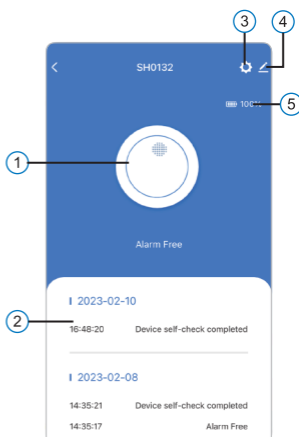 3 4
< SH0132
100% 5
1
Alarm Free
2023-02-10
2
16:48:20 Device self-check completed
2023-02-08
14:35:21 Device self-check completed
14:35:17 Alarm Free